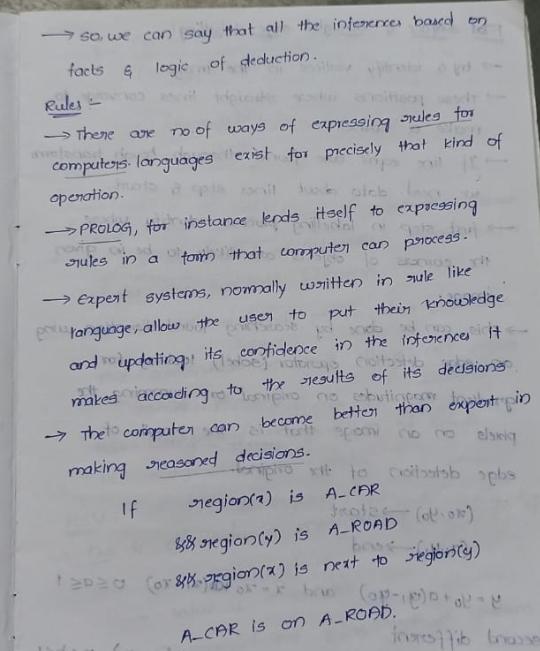 → so, we can say that all the inferences based on
facts & logic of deduction.
Rules :-
→ There are no of ways of expressing rules for
computers. languages exist for precisely that kind of
operation.
→ PROLOG, for instance lends itself to expressing
rules in a form that computer can process.
→ Expert systems, normally written in rule like
language, allow the user to put their knowledge
and updating its confidence in the inferences it
makes according to the results of its decisions
→ The computer can become better than expert in
making reasoned decisions.
If region(x) is A_CAR
&& region(y) is A_ROAD
&& region(x) is next to region(y)
A_CAR is on A_ROAD.